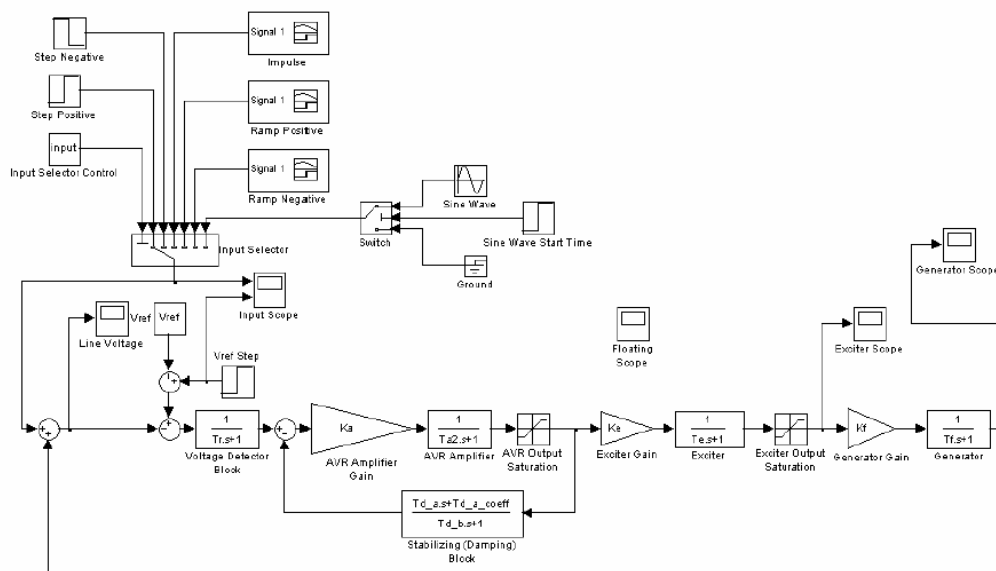 Step Negative
Signal 1
Impulse
Step Positive
Signal 1
Ramp Positive
input
Input Selector Control
Signal 1
Ramp Negative
Sine Wave
Switch
Sine Wave Start Time
Input Selector
Ground
Generator Scope
Input Scope
Vref
Vref
Line Voltage
Floating
Scope
Exciter Scope
Vref Step
1
Tr.s+1
Voltage Detector
Block
Ka
AVR Amplifier
Gain
1
Ta2.s+1
AVR Amplifier
AVR Output
Saturation
Ke
Exciter Gain
1
Te.s+1
Exciter
Exciter Output
Saturation
Kf
Generator Gain
1
Tf.s+1
Generator
Td_a.s+Td_a_coeff
Td_b.s+1
Stabilizing (Damping)
Block